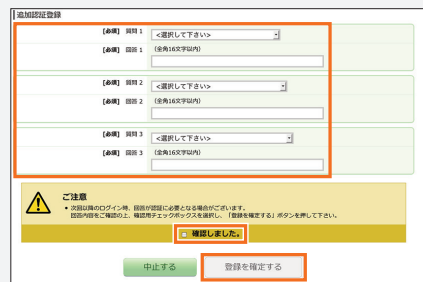 追加認証登録
【必須】 質問 1 <選択して下さい>
【必須】 回答 1 (全角16文字以内)
【必須】 質問 2 <選択して下さい>
【必須】 回答 2 (全角16文字以内)
【必須】 質問 3 <選択して下さい>
【必須】 回答 3 (全角16文字以内)
ご注意
• 次回以降のログイン時、回答が認証に必要となる場合がございます。
回答内容をご確認の上、確認用チェックボックスを選択し、「登録を確定する」ボタンを押して下さい。
確認しました。
中止する 登録を確定する